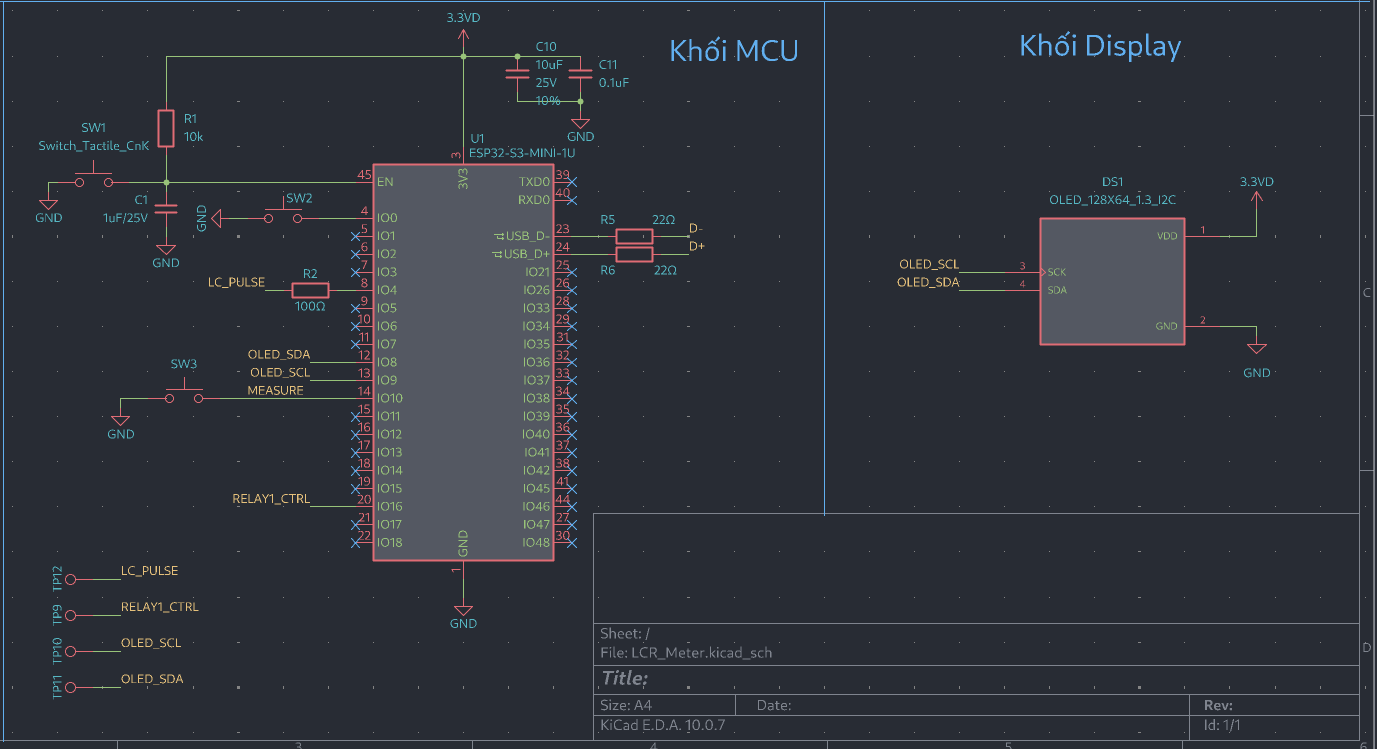 3.3VD
Khối MCU
Khối Display
C10
10uF
25V
10%
C11
0.1uF
GND
R1
10k
SW1
Switch_Tactile_CnK
GND
C1
1uF/25V
GND
U1
ESP32-S3-MINI-1U
3
3V3
45 EN
SW2
GND
4 IO0
5 IO1
6 IO2
7 IO3
LC_PULSE
R2
100Ω
8 IO4
9 IO5
10 IO6
11 IO7
OLED_SDA
12 IO8
OLED_SCL
13 IO9
SW3
GND
MEASURE
14 IO10
15 IO11
16 IO12
17 IO13
18 IO14
19 IO15
RELAY1_CTRL
20 IO16
21 IO17
22 IO18
TXD0 39
RXD0 40
USB_D- 23
USB_D+ 24
R5
22Ω
D-
D+
R6
22Ω
IO21 25
IO26 26
IO33 28
IO34 29
IO35 31
IO36 32
IO37 33
IO38 34
IO39 35
IO40 36
IO41 37
IO42 38
IO45 41
IO46 44
IO47 27
IO48 30
GND
1
GND
TP12
LC_PULSE
TP9
RELAY1_CTRL
TP10
OLED_SCL
TP11
OLED_SDA
DS1
OLED_128X64_1.3_I2C
3.3VD
VDD 1
OLED_SCL
3 SCK
OLED_SDA
4 SDA
GND 2
GND
C
D
Sheet: /
File: LCR_Meter.kicad_sch
Title:
Size: A4
Date:
Rev:
KiCad E.D.A. 10.0.7
Id: 1/1
3
4
5
6